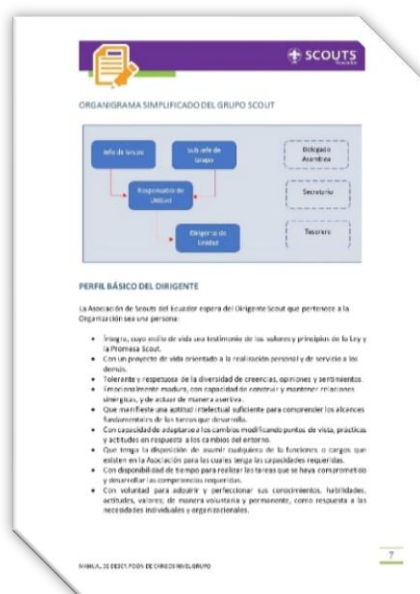 SCOUTS
ORGANIGRAMA SIMPLIFICADO DEL GRUPO SCOUT
Jefe de Grupo
Sub Jefe de
Grupo
Delegado
Asamblea
Responsable de
Unidad
Secretario
Dirigente de
Unidad
Tesorero
PERFIL BÁSICO DEL DIRIGENTE
La Asociación de Scouts del Ecuador espera del Dirigente Scout que pertenece a la
Organización sea una persona:
• Íntegra, cuyo estilo de vida sea testimonio de los valores y principios de la Ley y
la Promesa Scout.
• Con un proyecto de vida orientado a la realización personal y de servicio a los
demás.
• Tolerante y respetuosa de la diversidad de creencias, opiniones y sentimientos.
• Emocionalmente madura, con capacidad de construir y mantener relaciones
sinérgicas, y de actuar de manera asertiva.
• Que manifieste una aptitud intelectual suficiente para comprender los alcances
fundamentales de las tareas que desarrolla.
• Con capacidad de adaptarse a los cambios modificando puntos de vista, prácticas
y actitudes en respuesta a los cambios del entorno.
• Que tenga la disposición de asumir cualquiera de la funciones o cargos que
existen en la Asociación para las cuales tenga las capacidades requeridas.
• Con disponibilidad de tiempo para realizar las tareas que se haya comprometido
y desarrollar las competencias requeridas.
• Con voluntad para adquirir y perfeccionar sus conocimientos, habilidades,
actitudes, valores, de manera voluntaria y permanente, como respuesta a las
necesidades individuales y organizacionales.
7
MANUAL DE DESCRIPCIÓN DE CARGOS NIVEL GRUPO